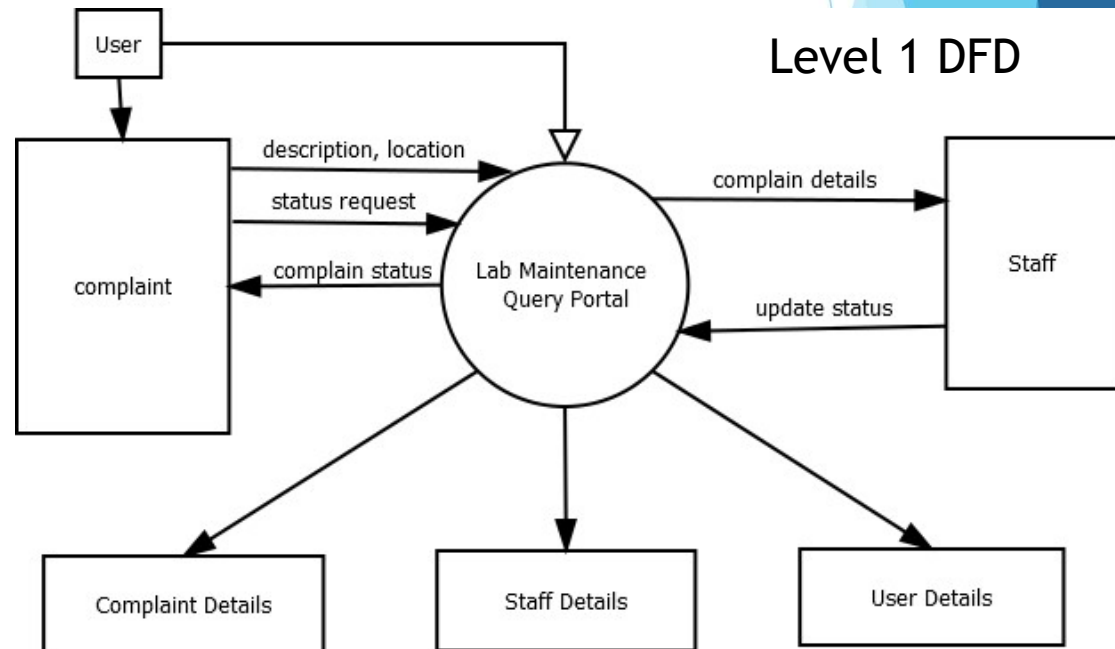 User
Level 1 DFD
description, location
status request
complain status
complaint
Lab Maintenance
Query Portal
complain details
update status
Staff
Complaint Details
Staff Details
User Details